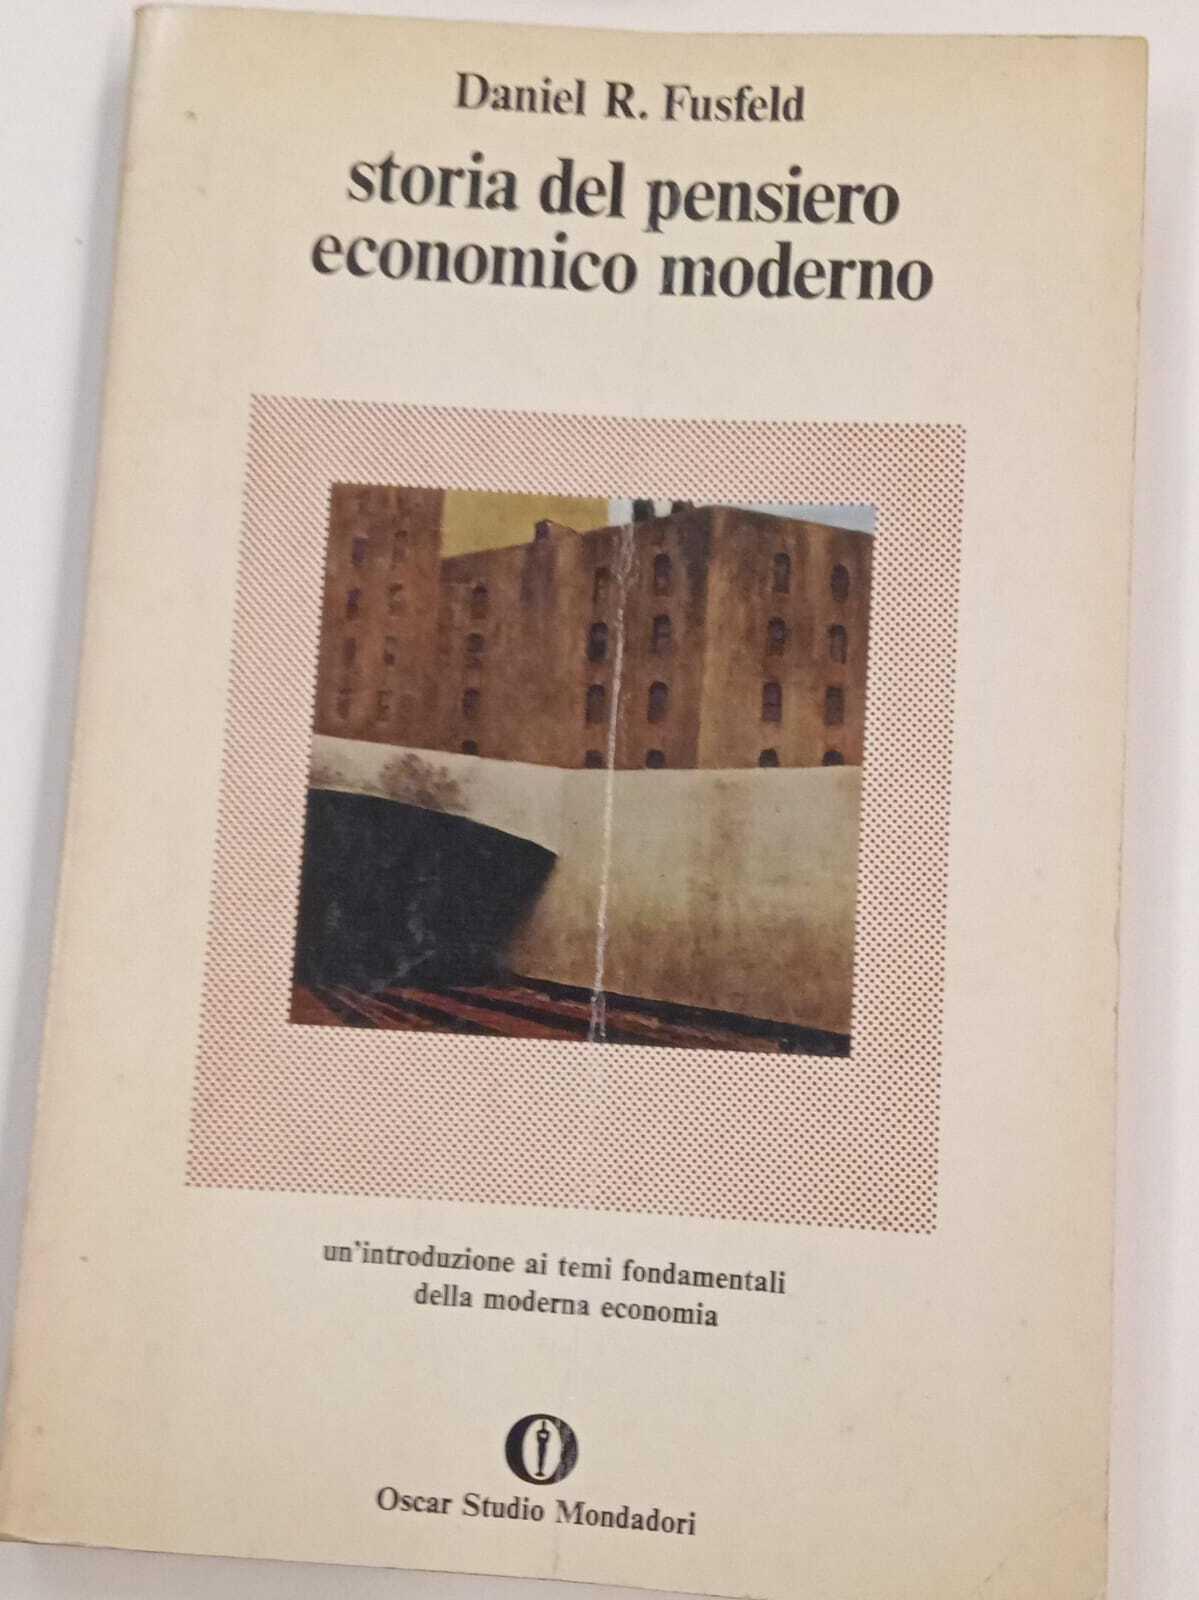 Daniel R. Fusfeld
storia del pensiero
economico moderno
un'introduzione ai temi fondamentali
della moderna economia
Oscar Studio Mondadori